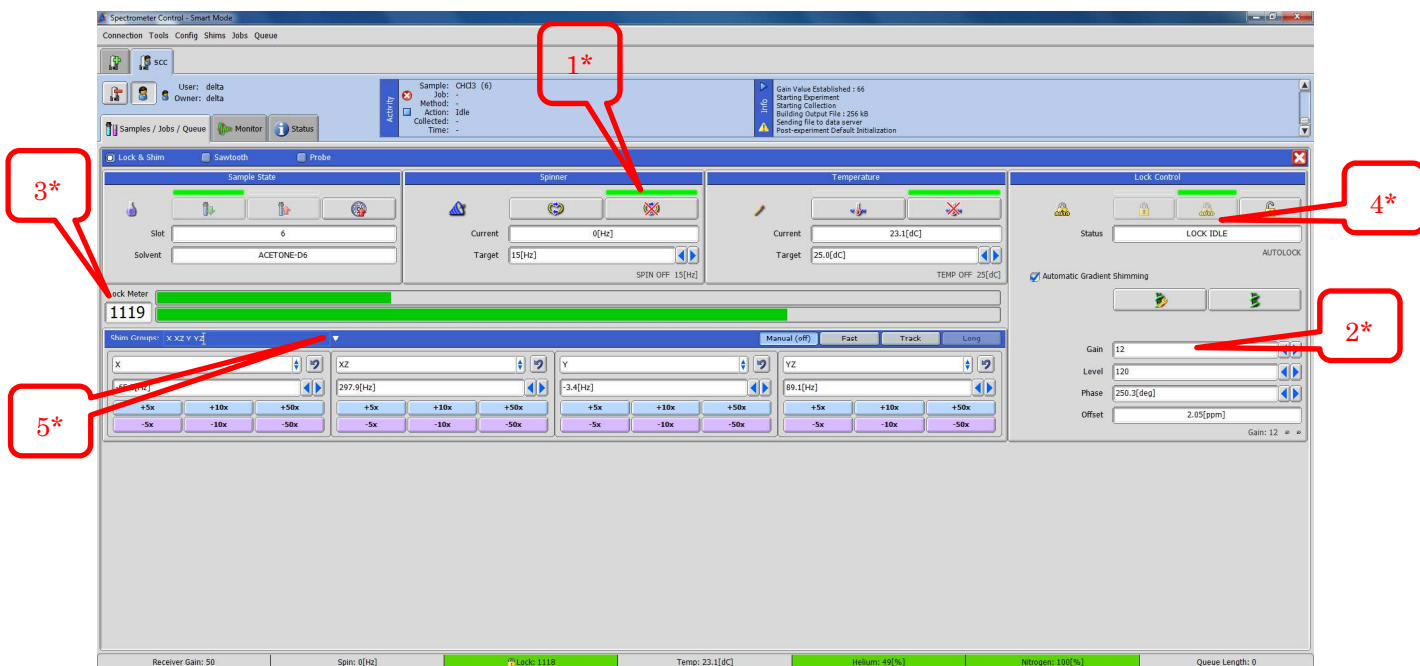 Spectrometer Control - Smart Mode
Connection Tools Config Shims Jobs Queue
scc
1*
User: delta
Owner: delta
Activity
Sample: CHCl3 (6)
Job: -
Method: -
Action: Idle
Collected: -
Time: -
Info
Gain Value Established : 66
Starting Experiment
Starting Collection
Building Output File : 256 kB
Sending file to data server
Post-experiment Default Initialization
Samples / Jobs / Queue Monitor Status
Lock & Shim Sawtooth Probe
3*
4*
Sample State
Slot 6
Solvent ACETONE-D6
Spinner
Current 0[Hz]
Target 15[Hz]
SPIN OFF 15[Hz]
Temperature
Current 23.1[dC]
Target 25.0[dC]
TEMP OFF 25[dC]
Lock Control
Status LOCK IDLE
AUTOLOCK
Automatic Gradient Shimming
2*
Gain 12
Level 120
Phase 250.3[deg]
Offset 2.05[ppm]
Gain: 12
Lock Meter
1119
5*
Shim Groups: X XZ Y YZ Manual (off) Fast Track Long
X XZ Y YZ
297.9[Hz] -3.4[Hz] 89.1[Hz]
+5x +10x +50x +5x +10x +50x +5x +10x +50x +5x +10x +50x
-5x -10x -50x -5x -10x -50x -5x -10x -50x -5x -10x -50x
Receiver Gain: 50 Spin: 0[Hz] Lock: 1118 Temp: 23.1[dC] Helium: 49[%] Nitrogen: 100[%] Queue Length: 0